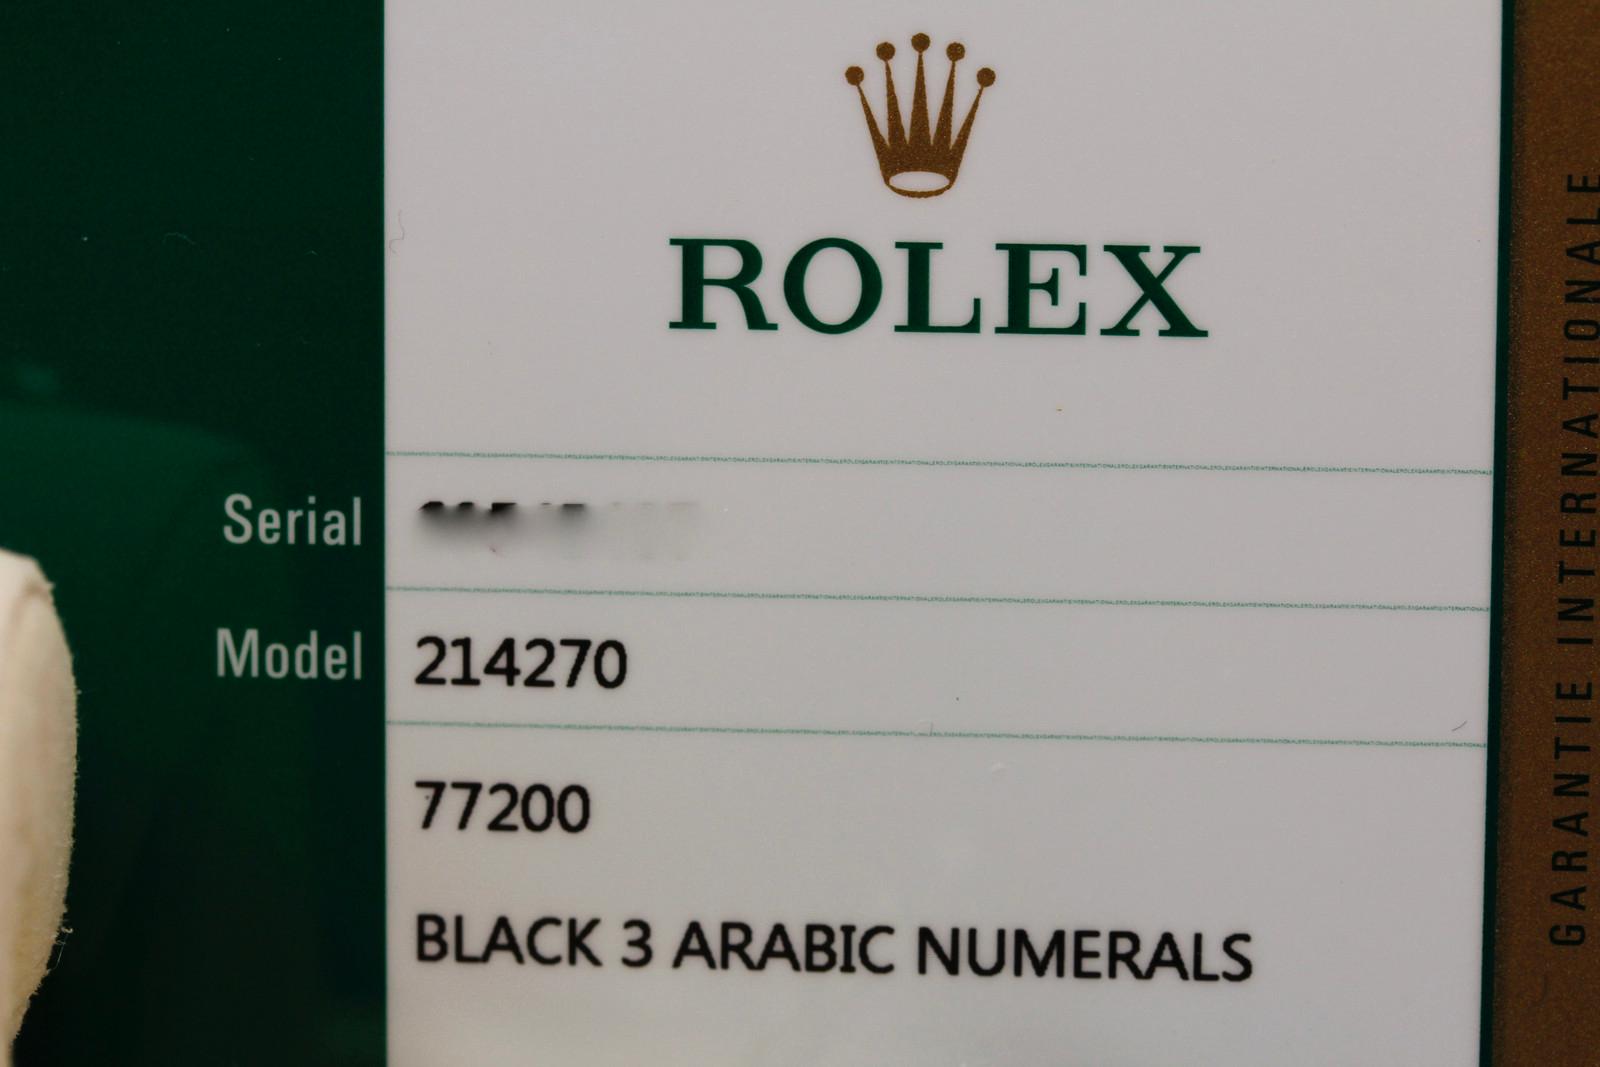 ROLEX
Serial
Model 214270
77200
BLACK 3 ARABIC NUMERALS
GARANTIE INTERNATIONALE